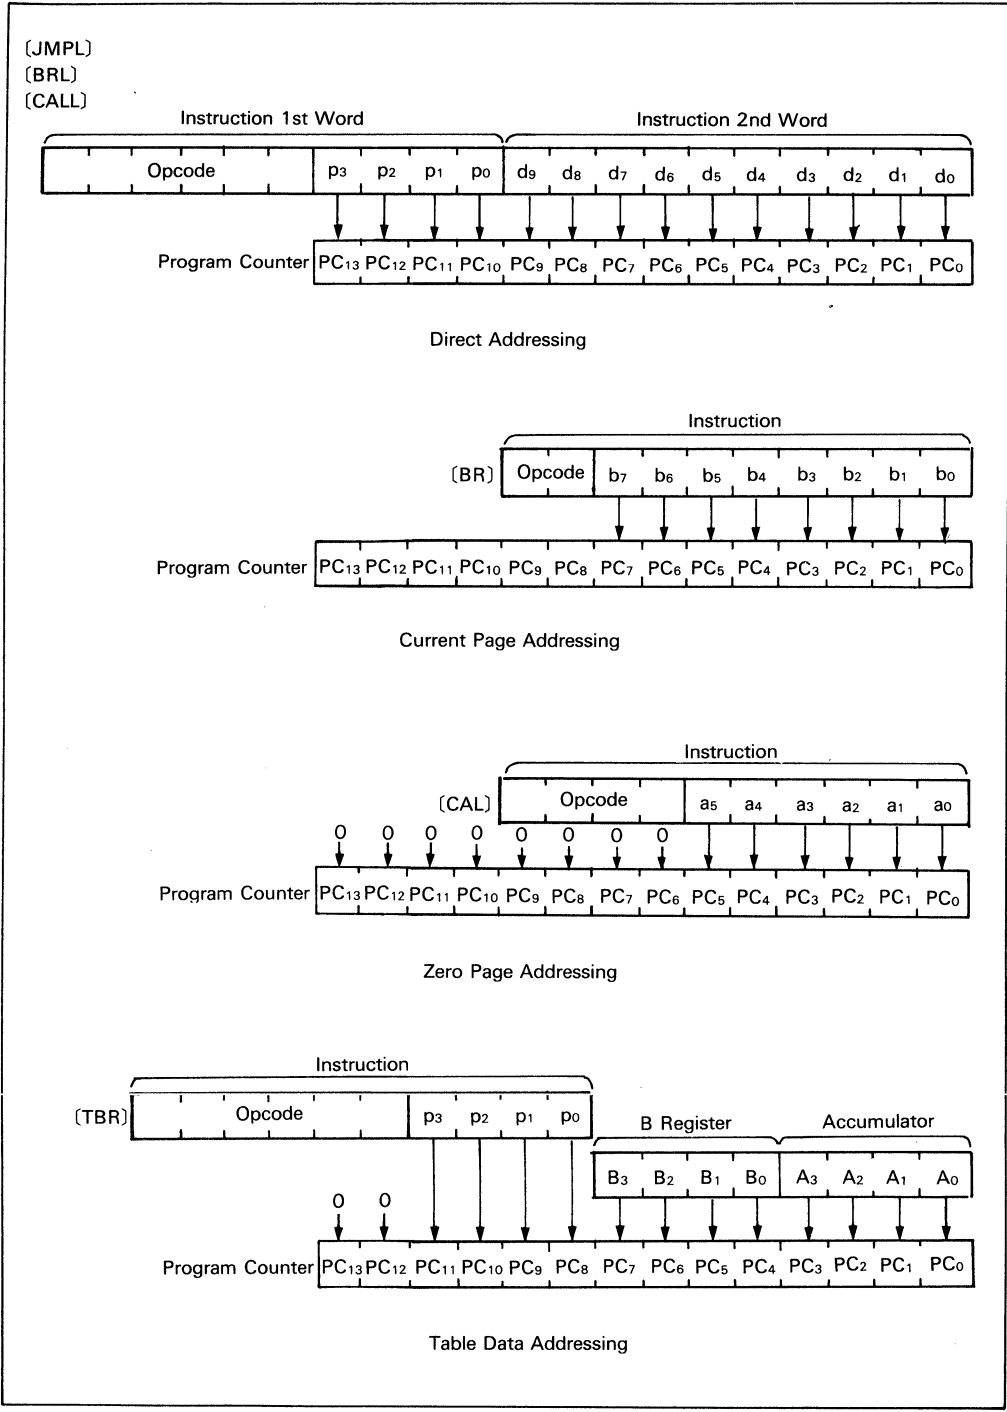 [JMPL]
[BRL]
[CALL]
Instruction 1st Word Instruction 2nd Word
Opcode p3 p2 p1 p0 d9 d8 d7 d6 d5 d4 d3 d2 d1 d0
Program Counter PC13 PC12 PC11 PC10 PC9 PC8 PC7 PC6 PC5 PC4 PC3 PC2 PC1 PC0
Direct Addressing
Instruction
[BR] Opcode b7 b6 b5 b4 b3 b2 b1 b0
Program Counter PC13 PC12 PC11 PC10 PC9 PC8 PC7 PC6 PC5 PC4 PC3 PC2 PC1 PC0
Current Page Addressing
Instruction
[CAL] Opcode a5 a4 a3 a2 a1 a0
0 0 0 0 0 0 0 0
Program Counter PC13 PC12 PC11 PC10 PC9 PC8 PC7 PC6 PC5 PC4 PC3 PC2 PC1 PC0
Zero Page Addressing
Instruction
[TBR] Opcode p3 p2 p1 p0
B Register Accumulator
B3 B2 B1 B0 A3 A2 A1 A0
0 0
Program Counter PC13 PC12 PC11 PC10 PC9 PC8 PC7 PC6 PC5 PC4 PC3 PC2 PC1 PC0
Table Data Addressing